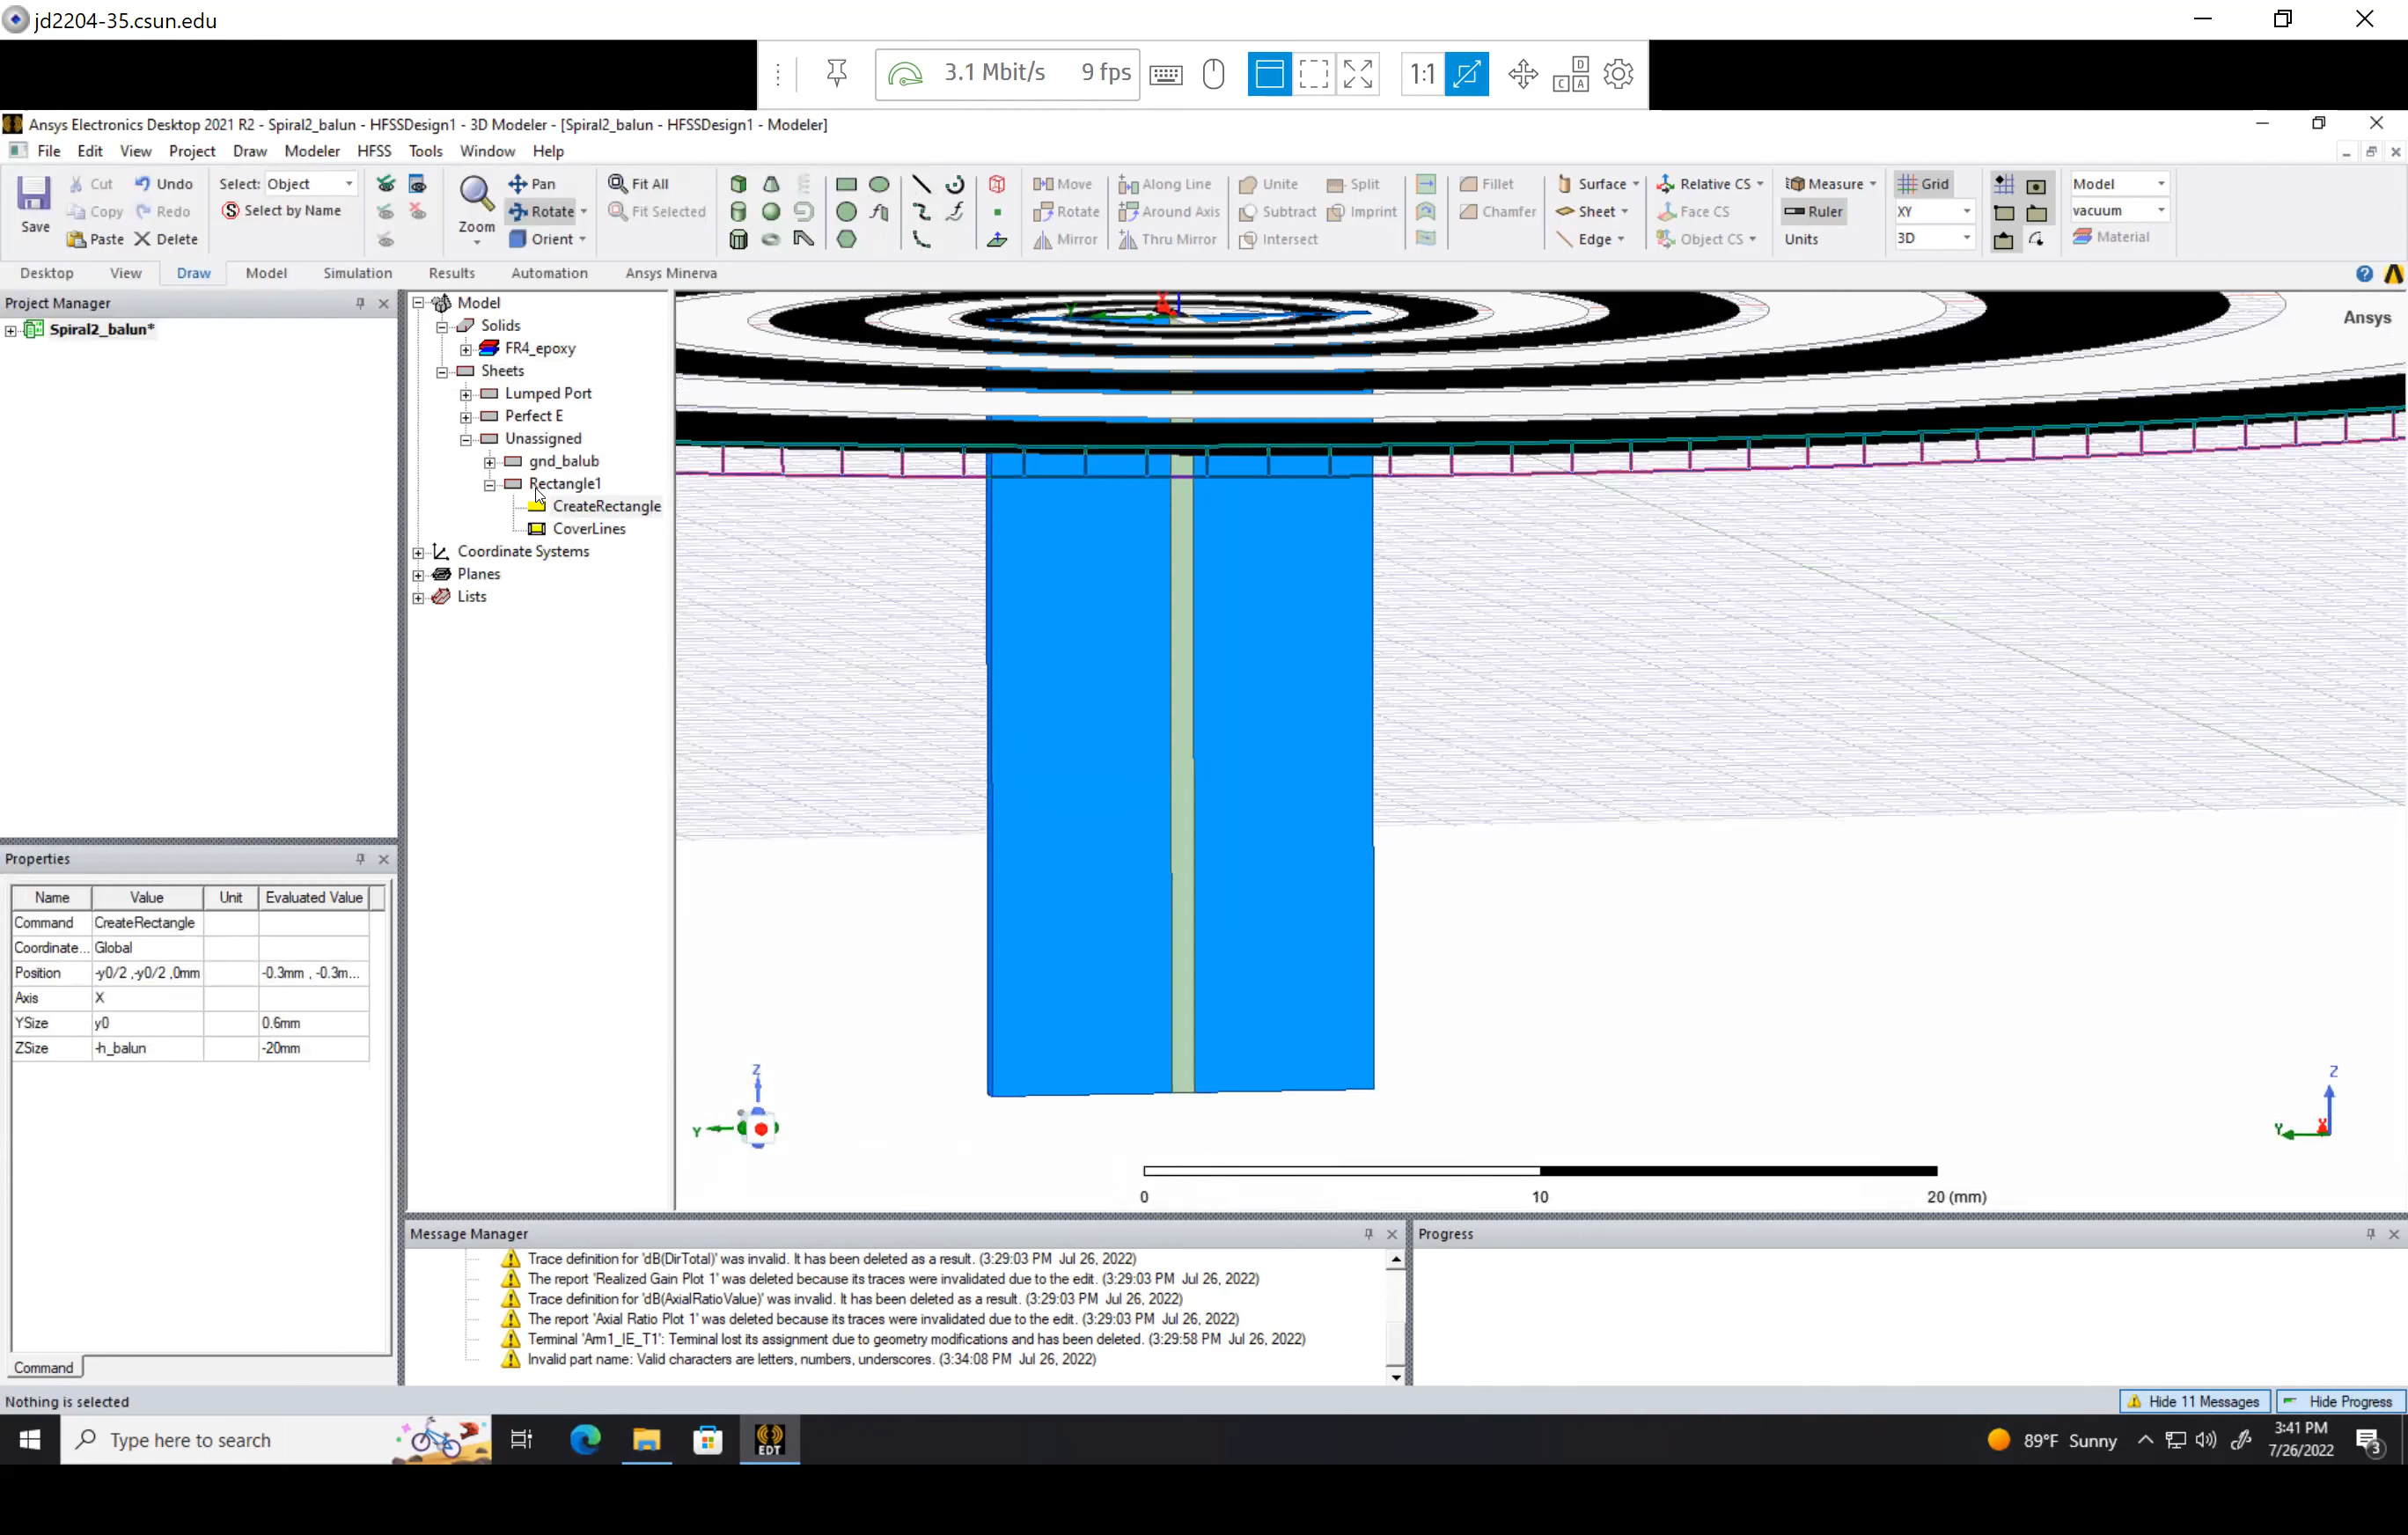 jd2204-35.csun.edu
3.1 Mbit/s 9 fps 1:1 D C A
Ansys Electronics Desktop 2021 R2 - Spiral2_balun - HFSSDesign1 - 3D Modeler - [Spiral2_balun - HFSSDesign1 - Modeler]
File Edit View Project Draw Modeler HFSS Tools Window Help
Save Cut Undo Select: Object Zoom Pan Fit All Move Along Line Unite Split Fillet Surface Relative CS Measure Grid Model
Copy Redo Select by Name Rotate Fit Selected Rotate Around Axis Subtract Imprint Chamfer Sheet Face CS Ruler XY vacuum
Paste Delete Orient Mirror Thru Mirror Intersect Edge Object CS Units 3D Material
Desktop View Draw Model Simulation Results Automation Ansys Minerva
Project Manager
Spiral2_balun*
Model
Solids
FR4_epoxy
Sheets
Lumped Port
Perfect E
Unassigned
gnd_balub
Rectangle1
CreateRectangle
CoverLines
Coordinate Systems
Planes
Lists
Ansys
Y X
Z
Y
Z
Y X
0 10 20 (mm)
Properties
Name Value Unit Evaluated Value
Command CreateRectangle
Coordinate... Global
Position -y0/2 ,-y0/2 ,0mm -0.3mm , -0.3m...
Axis X
YSize y0 0.6mm
ZSize -h_balun -20mm
Command
Message Manager
Trace definition for 'dB(DirTotal)' was invalid. It has been deleted as a result. (3:29:03 PM Jul 26, 2022)
The report 'Realized Gain Plot 1' was deleted because its traces were invalidated due to the edit. (3:29:03 PM Jul 26, 2022)
Trace definition for 'dB(AxialRatioValue)' was invalid. It has been deleted as a result. (3:29:03 PM Jul 26, 2022)
The report 'Axial Ratio Plot 1' was deleted because its traces were invalidated due to the edit. (3:29:03 PM Jul 26, 2022)
Terminal 'Arm1_IE_T1': Terminal lost its assignment due to geometry modifications and has been deleted. (3:29:58 PM Jul 26, 2022)
Invalid part name: Valid characters are letters, numbers, underscores. (3:34:08 PM Jul 26, 2022)
Progress
Nothing is selected Hide 11 Messages Hide Progress
Type here to search EDT 89°F Sunny 3:41 PM
7/26/2022 3